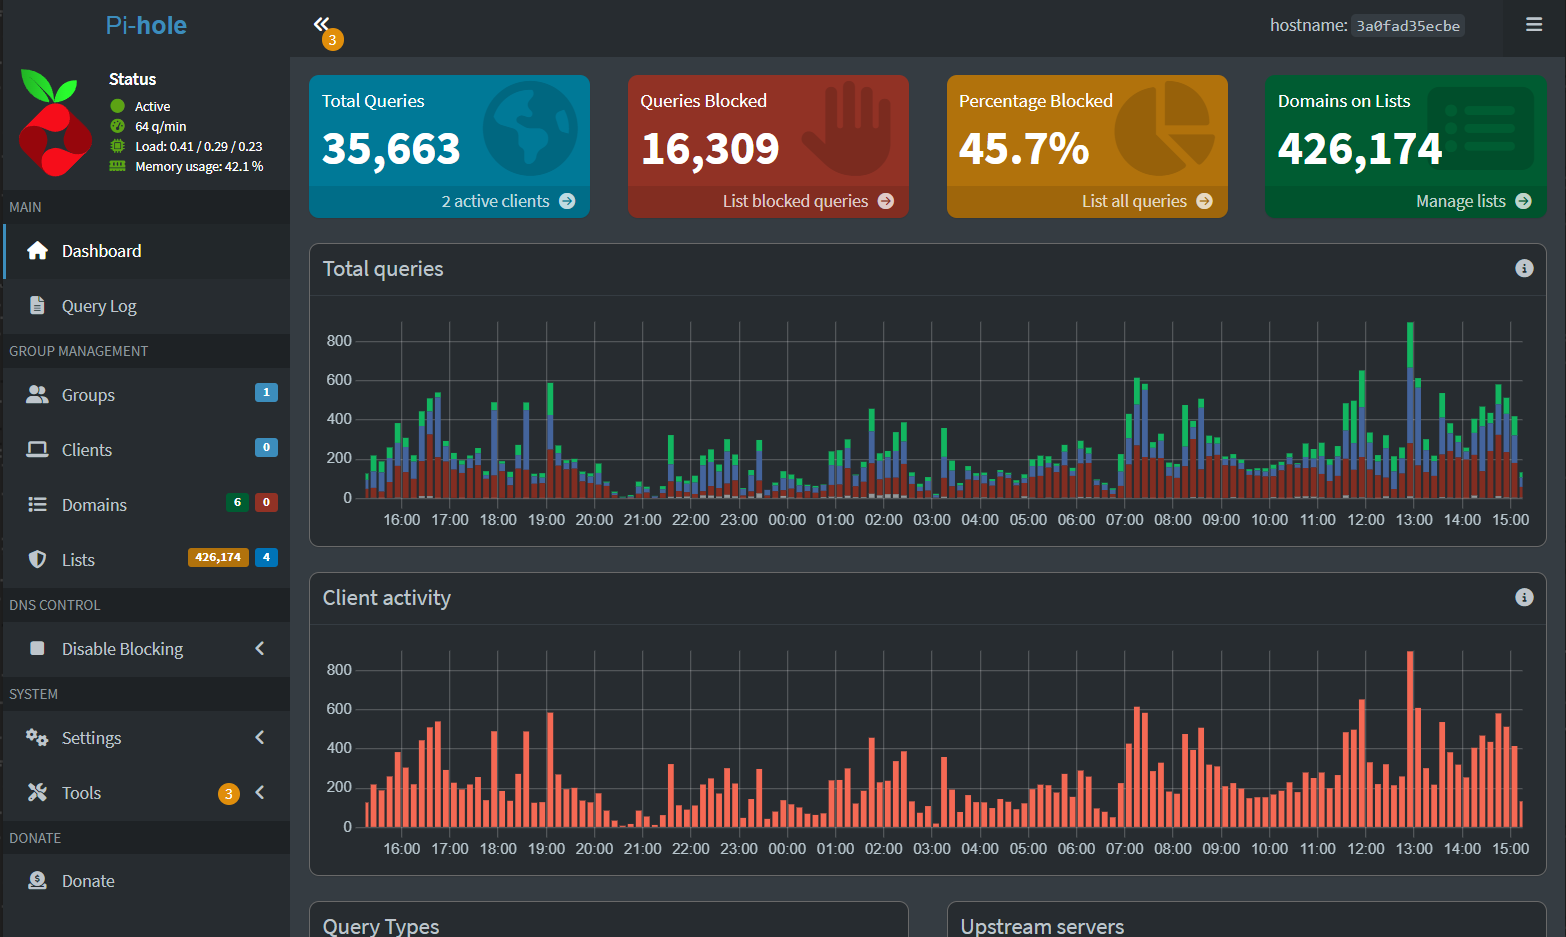 Pi-hole
3
hostname: 3a0fad35ecbe
Status
Active
64 q/min
Load: 0.41 / 0.29 / 0.23
Memory usage: 42.1 %
MAIN
Dashboard
Query Log
GROUP MANAGEMENT
Groups 1
Clients 0
Domains 6 0
Lists 426,174 4
DNS CONTROL
Disable Blocking
SYSTEM
Settings
Tools 3
DONATE
Donate
Total Queries
35,663
2 active clients
Queries Blocked
16,309
List blocked queries
Percentage Blocked
45.7%
List all queries
Domains on Lists
426,174
Manage lists
Total queries
800
600
400
200
0
16:00 17:00 18:00 19:00 20:00 21:00 22:00 23:00 00:00 01:00 02:00 03:00 04:00 05:00 06:00 07:00 08:00 09:00 10:00 11:00 12:00 13:00 14:00 15:00
Client activity
800
600
400
200
0
16:00 17:00 18:00 19:00 20:00 21:00 22:00 23:00 00:00 01:00 02:00 03:00 04:00 05:00 06:00 07:00 08:00 09:00 10:00 11:00 12:00 13:00 14:00 15:00
Query Types
Upstream servers